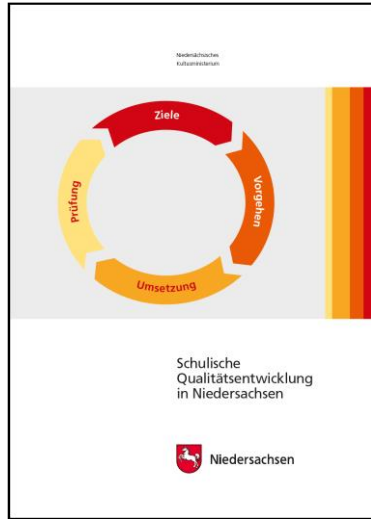 Niedersächsisches
Kultusministerium
Ziele
Vorgehen
Prüfung
Umsetzung
Schulische
Qualitätsentwicklung
in Niedersachsen
Niedersachsen